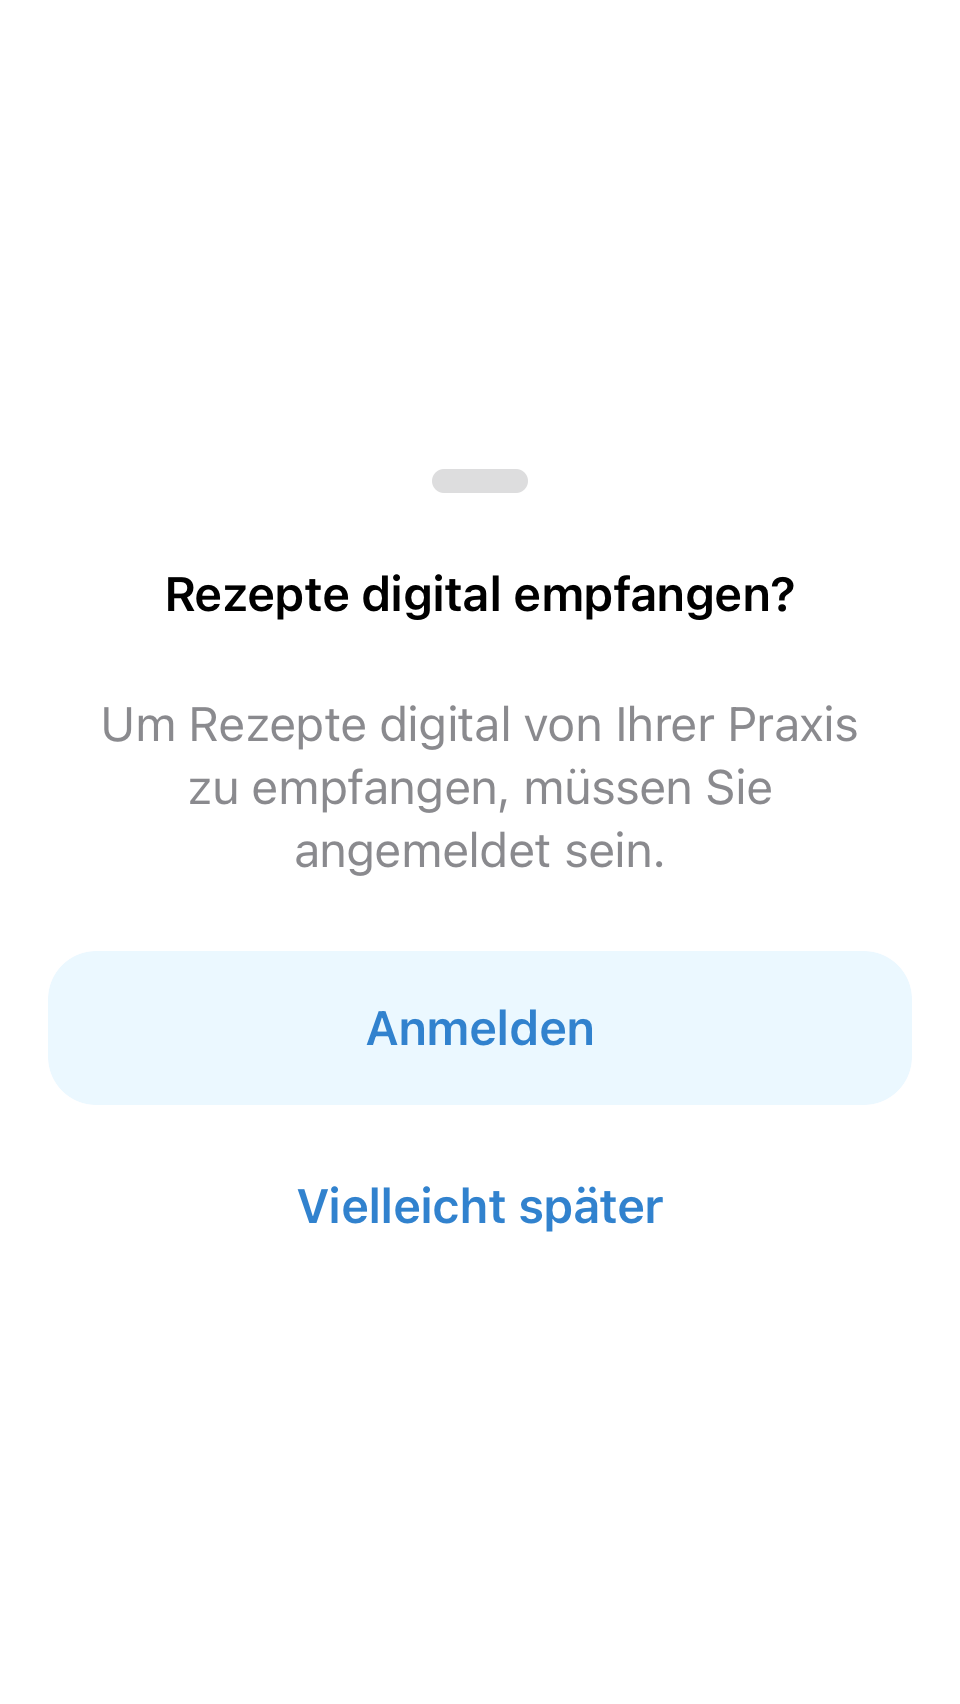 Rezepte digital empfangen?
Um Rezepte digital von Ihrer Praxis
zu empfangen, müssen Sie
angemeldet sein.
Anmelden
Vielleicht später